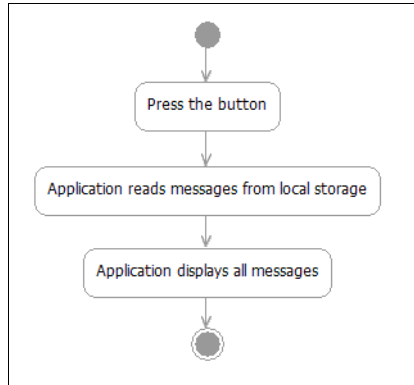 Press the button
Application reads messages from local storage
Application displays all messages